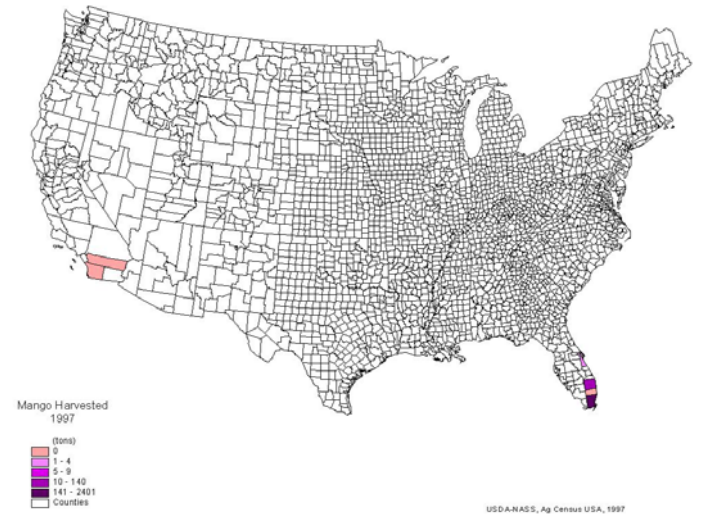 Mango Harvested
1997
(tons)
0
1 - 4
5 - 9
10 - 140
141 - 2401
Counties
USDA-NASS, Ag Census USA, 1997